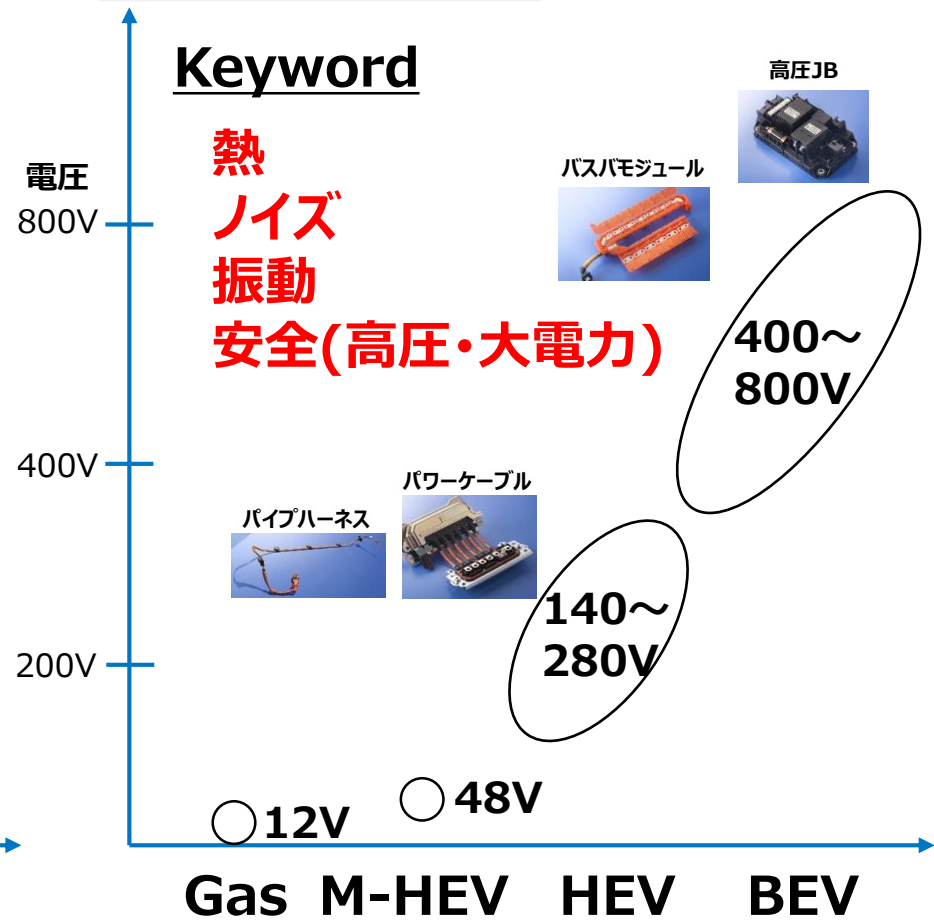 Keyword
熱
ノイズ
振動
安全(高圧・大電力)
高圧JB
バスバモジュール
電圧
800V
400～
800V
400V
パワーケーブル
パイプハーネス
140～
280V
200V
48V
12V
Gas M-HEV HEV BEV